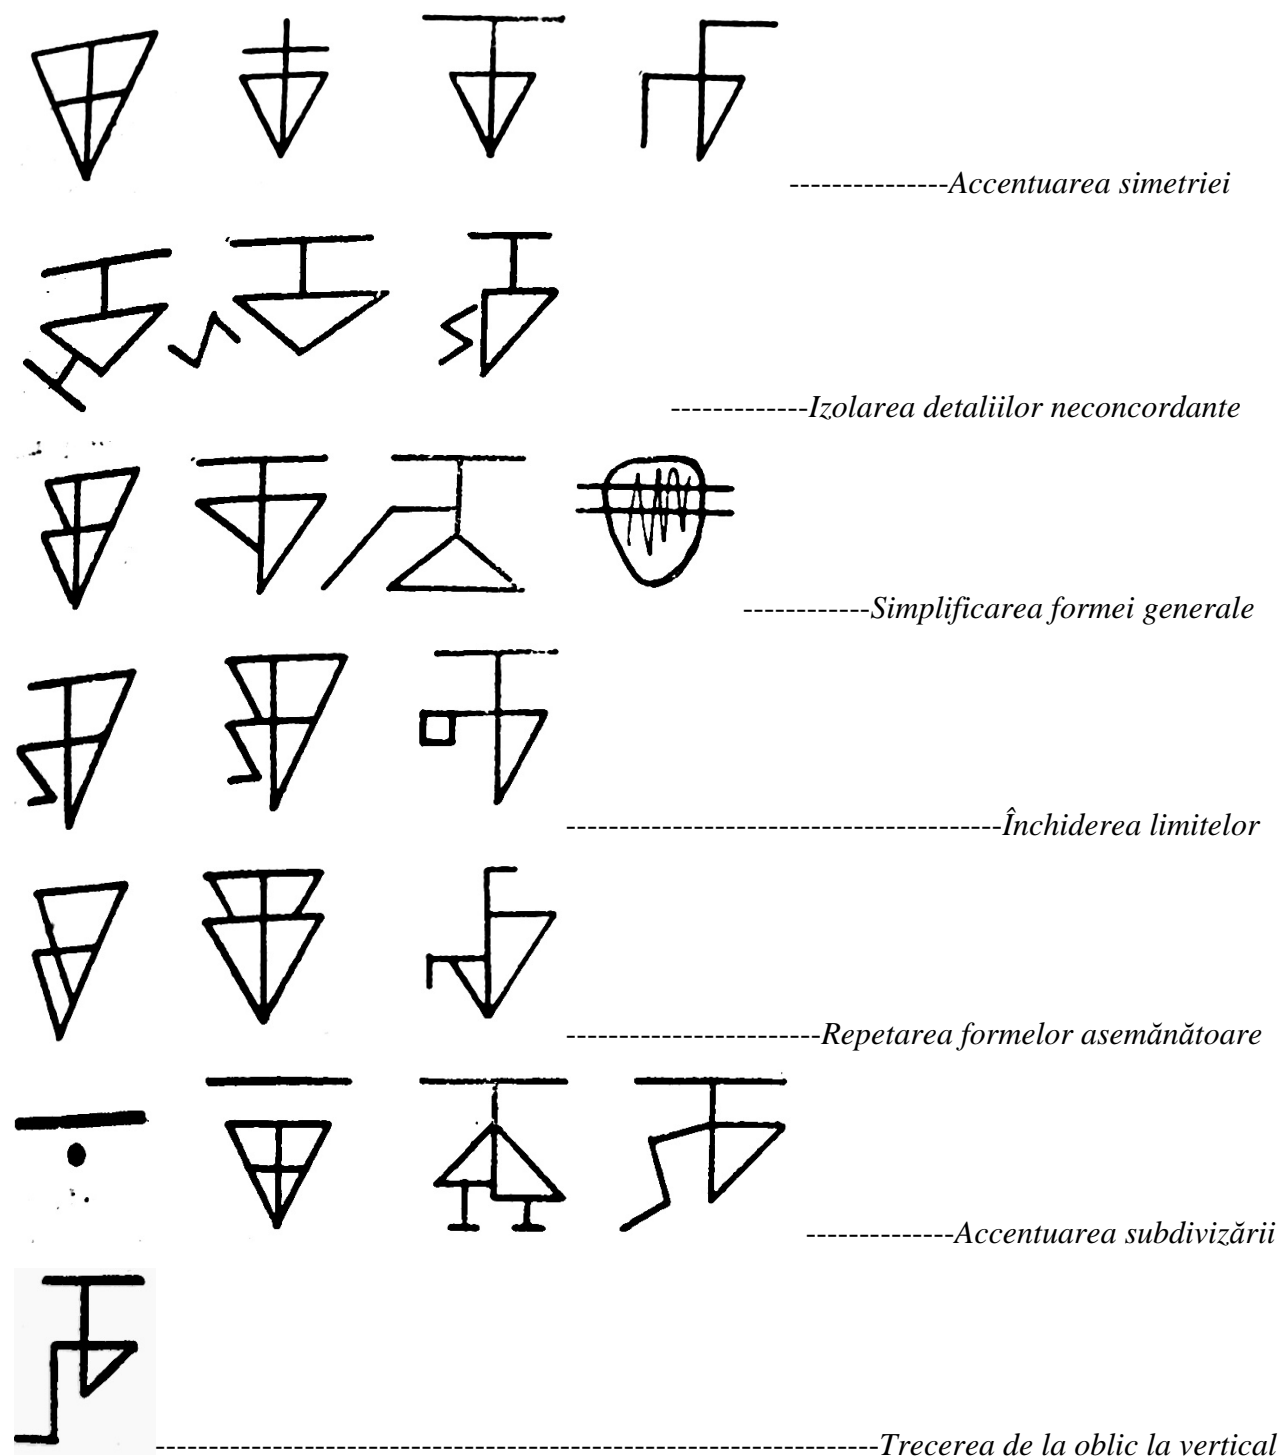 ---------------Accentuarea simetriei
-------------Izolarea detaliilor neconcordante
------------Simplificarea formei generale
-----------------------------------------Închiderea limitelor
------------------------Repetarea formelor asemănătoare
--------------Accentuarea subdivizării
--------------------------------------------------------------------Trecerea de la oblic la vertical